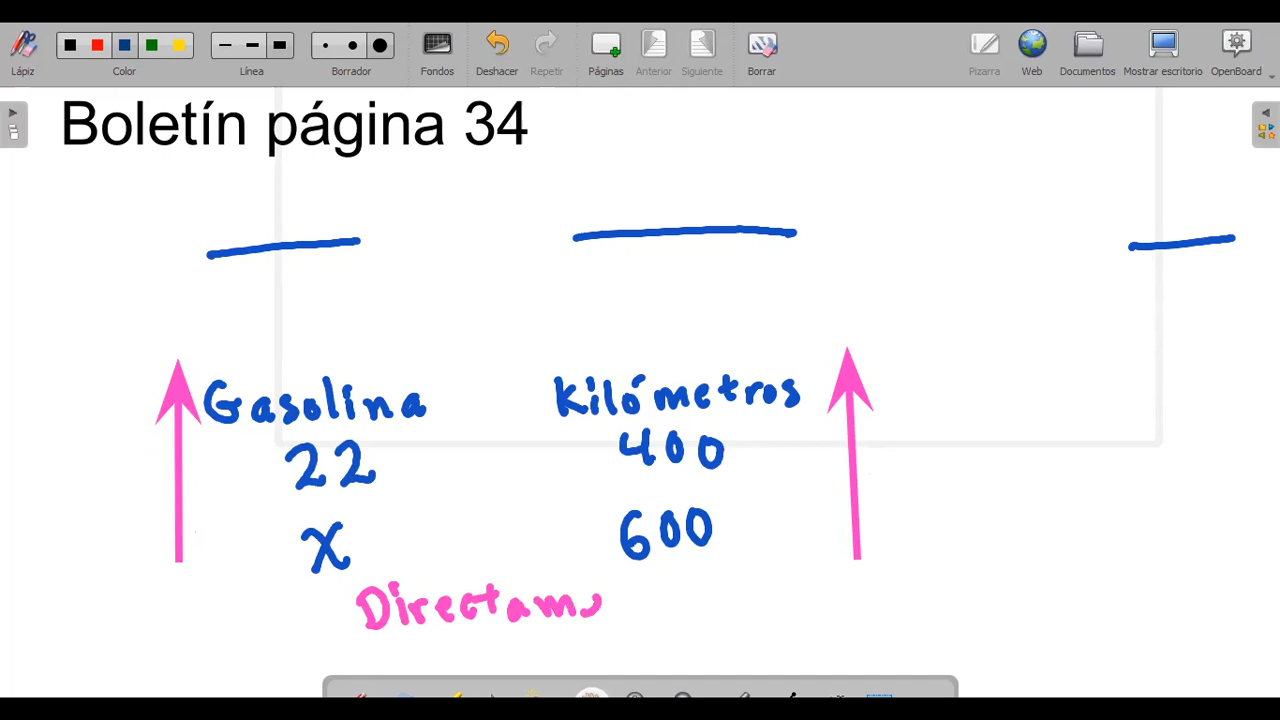 Lápiz Color Línea Borrador Fondos Deshacer Repetir Páginas Anterior Siguiente Borrar Pizarra Web Documentos Mostrar escritorio OpenBoard
Boletín página 34
Gasolina Kilómetros
22 400
x 600
Directam